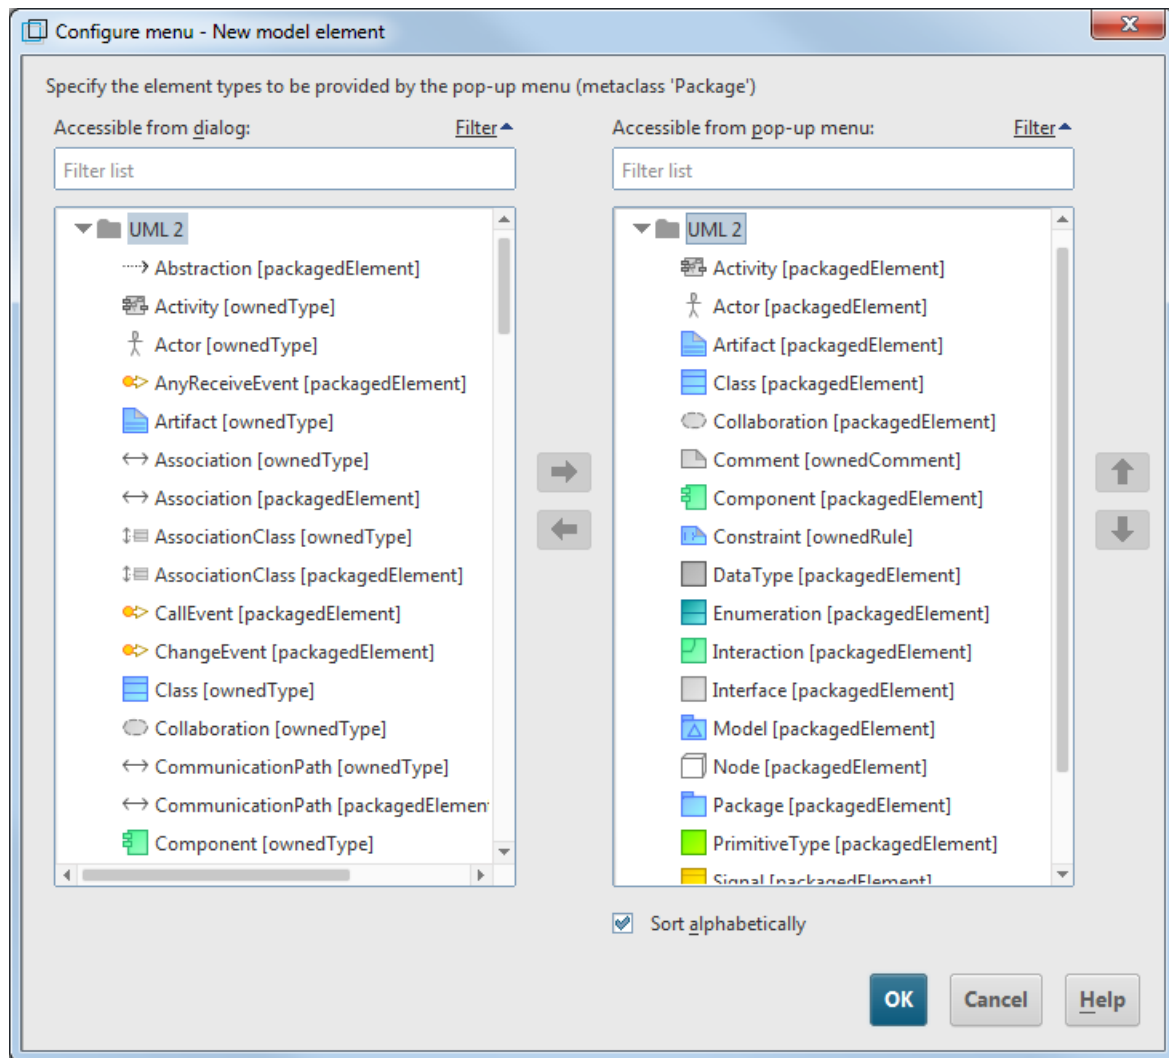 Configure menu - New model element
Specify the element types to be provided by the pop-up menu (metaclass 'Package')
Accessible from dialog:
Filter
Filter list
UML 2
Abstraction [packagedElement]
Activity [ownedType]
Actor [ownedType]
AnyReceiveEvent [packagedElement]
Artifact [ownedType]
Association [ownedType]
Association [packagedElement]
AssociationClass [ownedType]
AssociationClass [packagedElement]
CallEvent [packagedElement]
ChangeEvent [packagedElement]
Class [ownedType]
Collaboration [ownedType]
CommunicationPath [ownedType]
CommunicationPath [packagedElemen
Component [ownedType]
Accessible from pop-up menu:
Filter
Filter list
UML 2
Activity [packagedElement]
Actor [packagedElement]
Artifact [packagedElement]
Class [packagedElement]
Collaboration [packagedElement]
Comment [ownedComment]
Component [packagedElement]
Constraint [ownedRule]
DataType [packagedElement]
Enumeration [packagedElement]
Interaction [packagedElement]
Interface [packagedElement]
Model [packagedElement]
Node [packagedElement]
Package [packagedElement]
PrimitiveType [packagedElement]
Signal [packagedElement]
Sort alphabetically
OK
Cancel
Help